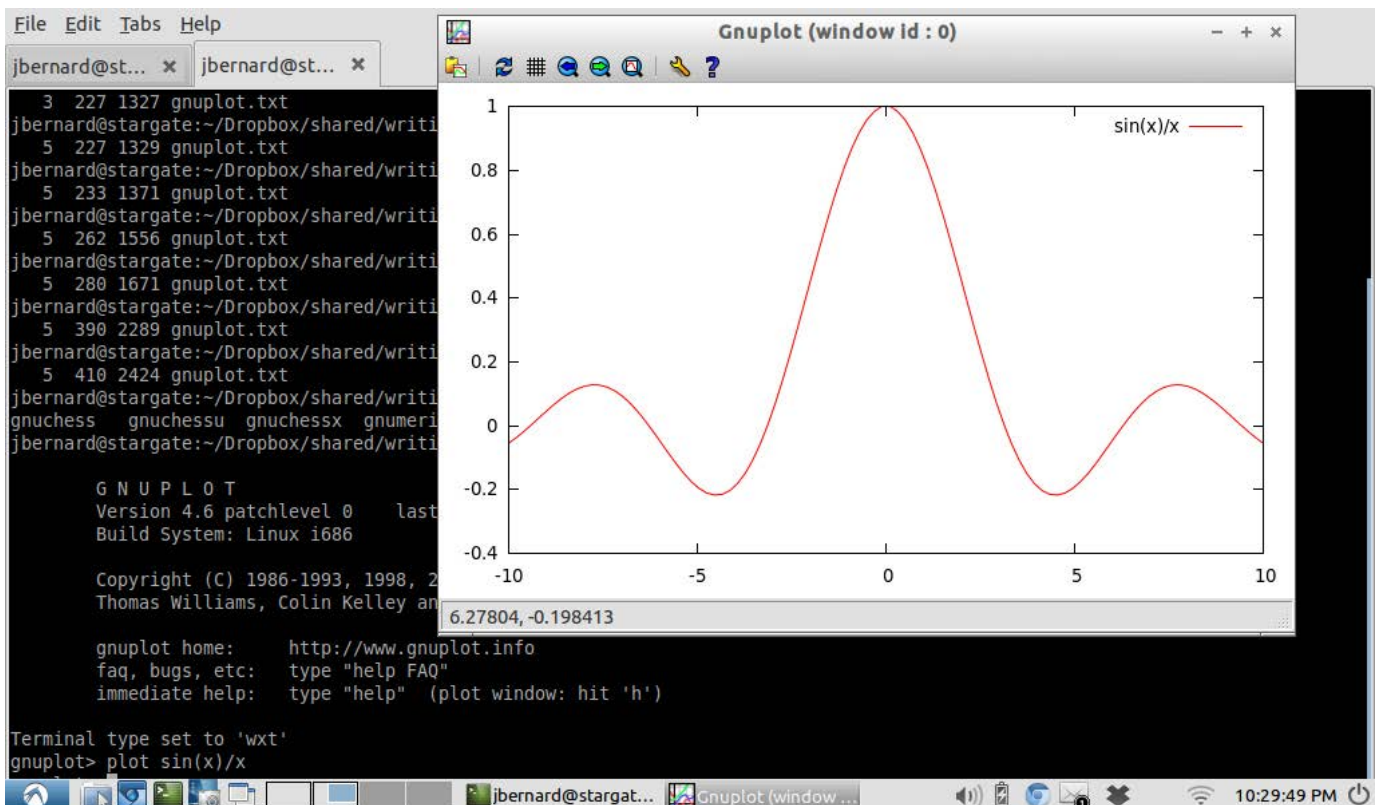 File Edit Tabs Help
jbernard@st... × jbernard@st... ×
3 227 1327 gnuplot.txt
jbernard@stargate:~/Dropbox/shared/writi
5 227 1329 gnuplot.txt
jbernard@stargate:~/Dropbox/shared/writi
5 233 1371 gnuplot.txt
jbernard@stargate:~/Dropbox/shared/writi
5 262 1556 gnuplot.txt
jbernard@stargate:~/Dropbox/shared/writi
5 280 1671 gnuplot.txt
jbernard@stargate:~/Dropbox/shared/writi
5 390 2289 gnuplot.txt
jbernard@stargate:~/Dropbox/shared/writi
5 410 2424 gnuplot.txt
jbernard@stargate:~/Dropbox/shared/writi
gnuchess gnuchessu gnuchessx gnumeri
jbernard@stargate:~/Dropbox/shared/writi
G N U P L O T
Version 4.6 patchlevel 0 last
Build System: Linux i686
Copyright (C) 1986-1993, 1998, 2
Thomas Williams, Colin Kelley an
gnuplot home: http://www.gnuplot.info
faq, bugs, etc: type "help FAQ"
immediate help: type "help" (plot window: hit 'h')
Terminal type set to 'wxt'
gnuplot> plot sin(x)/x
Gnuplot (window id : 0)
sin(x)/x
1
0.8
0.6
0.4
0.2
0
-0.2
-0.4
-10 -5 0 5 10
6.27804, -0.198413
jbernard@stargat... Gnuplot (window ... 10:29:49 PM